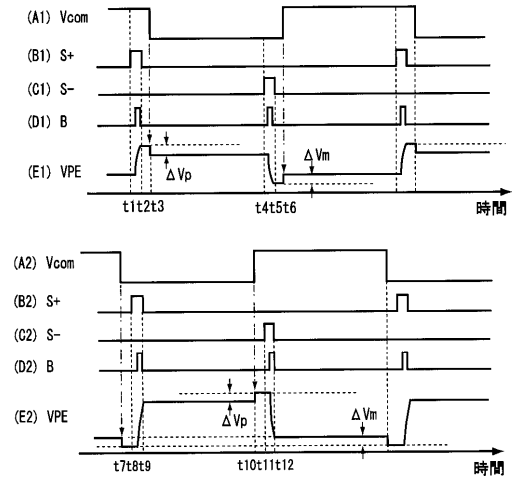 (A1) Vcom
(B1) S+
(C1) S-
(D1) B
ΔVp
ΔVm
(E1) VPE
t1t2t3
t4t5t6
時間
(A2) Vcom
(B2) S+
(C2) S-
(D2) B
(E2) VPE
ΔVp
ΔVm
t7t8t9
t10t11t12
時間